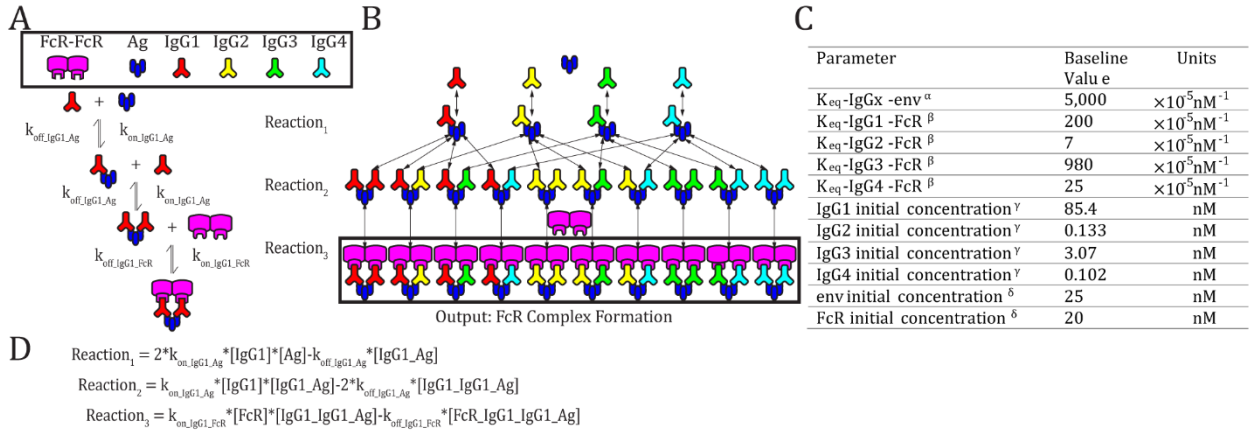 A
FcR-FcR Ag IgG1 IgG2 IgG3 IgG4
+
k_off_IgG1_Ag k_on_IgG1_Ag
+
k_off_IgG1_Ag k_on_IgG1_Ag
+
k_off_IgG1_FcR k_on_IgG1_FcR
B
Reaction₁
Reaction₂
Reaction₃
Output: FcR Complex Formation
C
Parameter Baseline Valu e Units
K_eq-IgGx -env ᵅ 5,000 ×10⁻⁵nM⁻¹
K_eq-IgG1 -FcR ᵝ 200 ×10⁻⁵nM⁻¹
K_eq-IgG2 -FcR ᵝ 7 ×10⁻⁵nM⁻¹
K_eq-IgG3 -FcR ᵝ 980 ×10⁻⁵nM⁻¹
K_eq-IgG4 -FcR ᵝ 25 ×10⁻⁵nM⁻¹
IgG1 initial concentration ᵞ 85.4 nM
IgG2 initial concentration ᵞ 0.133 nM
IgG3 initial concentration ᵞ 3.07 nM
IgG4 initial concentration ᵞ 0.102 nM
env initial concentration ᵟ 25 nM
FcR initial concentration ᵟ 20 nM
D
Reaction₁ = 2*k_on_IgG1_Ag*[IgG1]*[Ag]-k_off_IgG1_Ag*[IgG1_Ag]
Reaction₂ = k_on_IgG1_Ag*[IgG1]*[IgG1_Ag]-2*k_off_IgG1_Ag*[IgG1_IgG1_Ag]
Reaction₃ = k_on_IgG1_FcR*[FcR]*[IgG1_IgG1_Ag]-k_off_IgG1_FcR*[FcR_IgG1_IgG1_Ag]